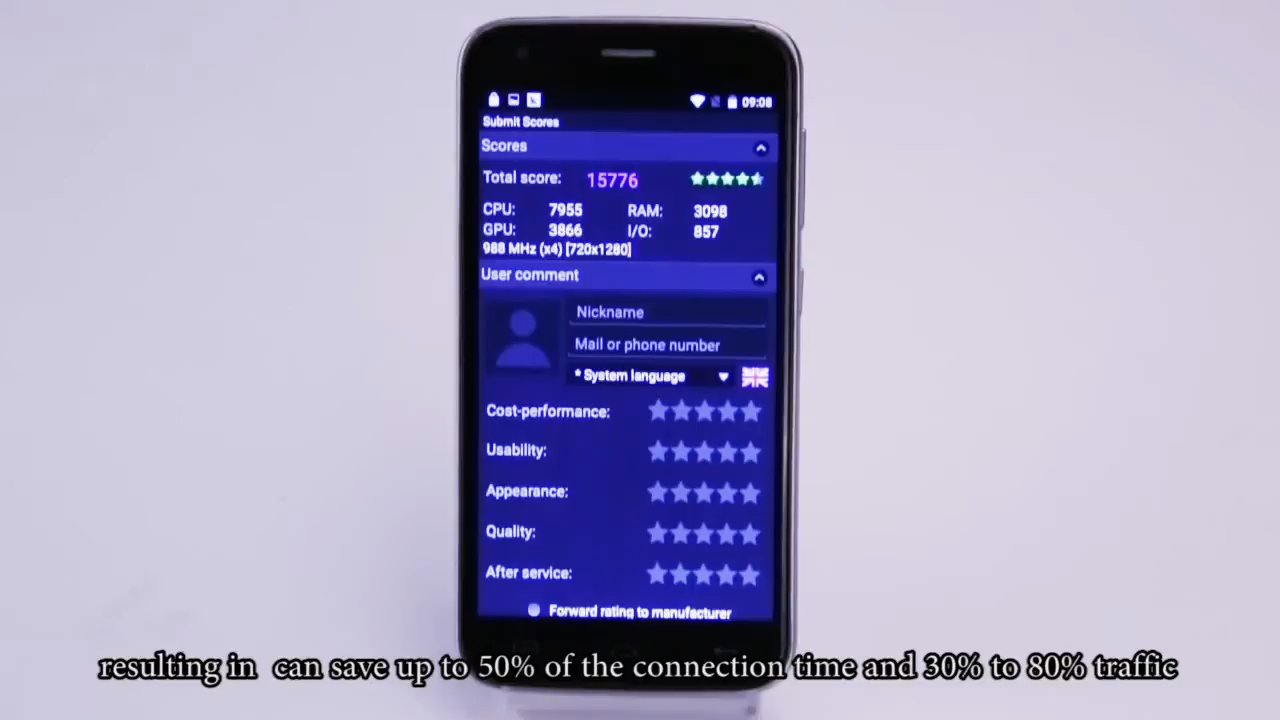 09:08
Submit Scores
Scores
Total score: 15776
CPU: 7955 RAM: 3098
GPU: 3866 I/O: 857
988 MHz (x4) [720x1280]
User comment
Nickname
Mail or phone number
* System language
Cost-performance:
Usability:
Appearance:
Quality:
After service:
Forward rating to manufacturer
resulting in can save up to 50% of the connection time and 30% to 80% traffic